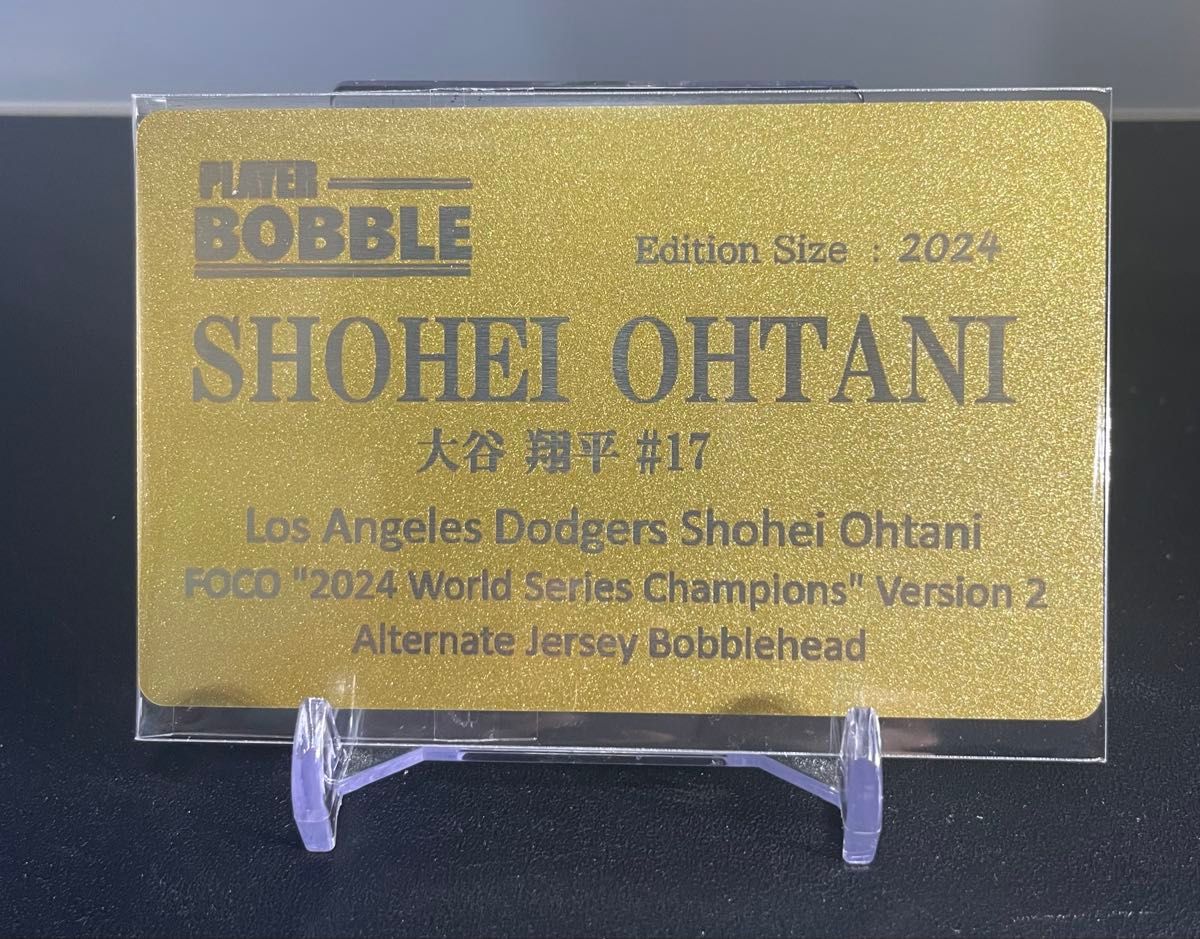 PLAYER
BOBBLE
Edition Size : 2024
SHOHEI OHTANI
大谷 翔平 #17
Los Angeles Dodgers Shohei Ohtani
FOCO "2024 World Series Champions" Version 2
Alternate Jersey Bobblehead